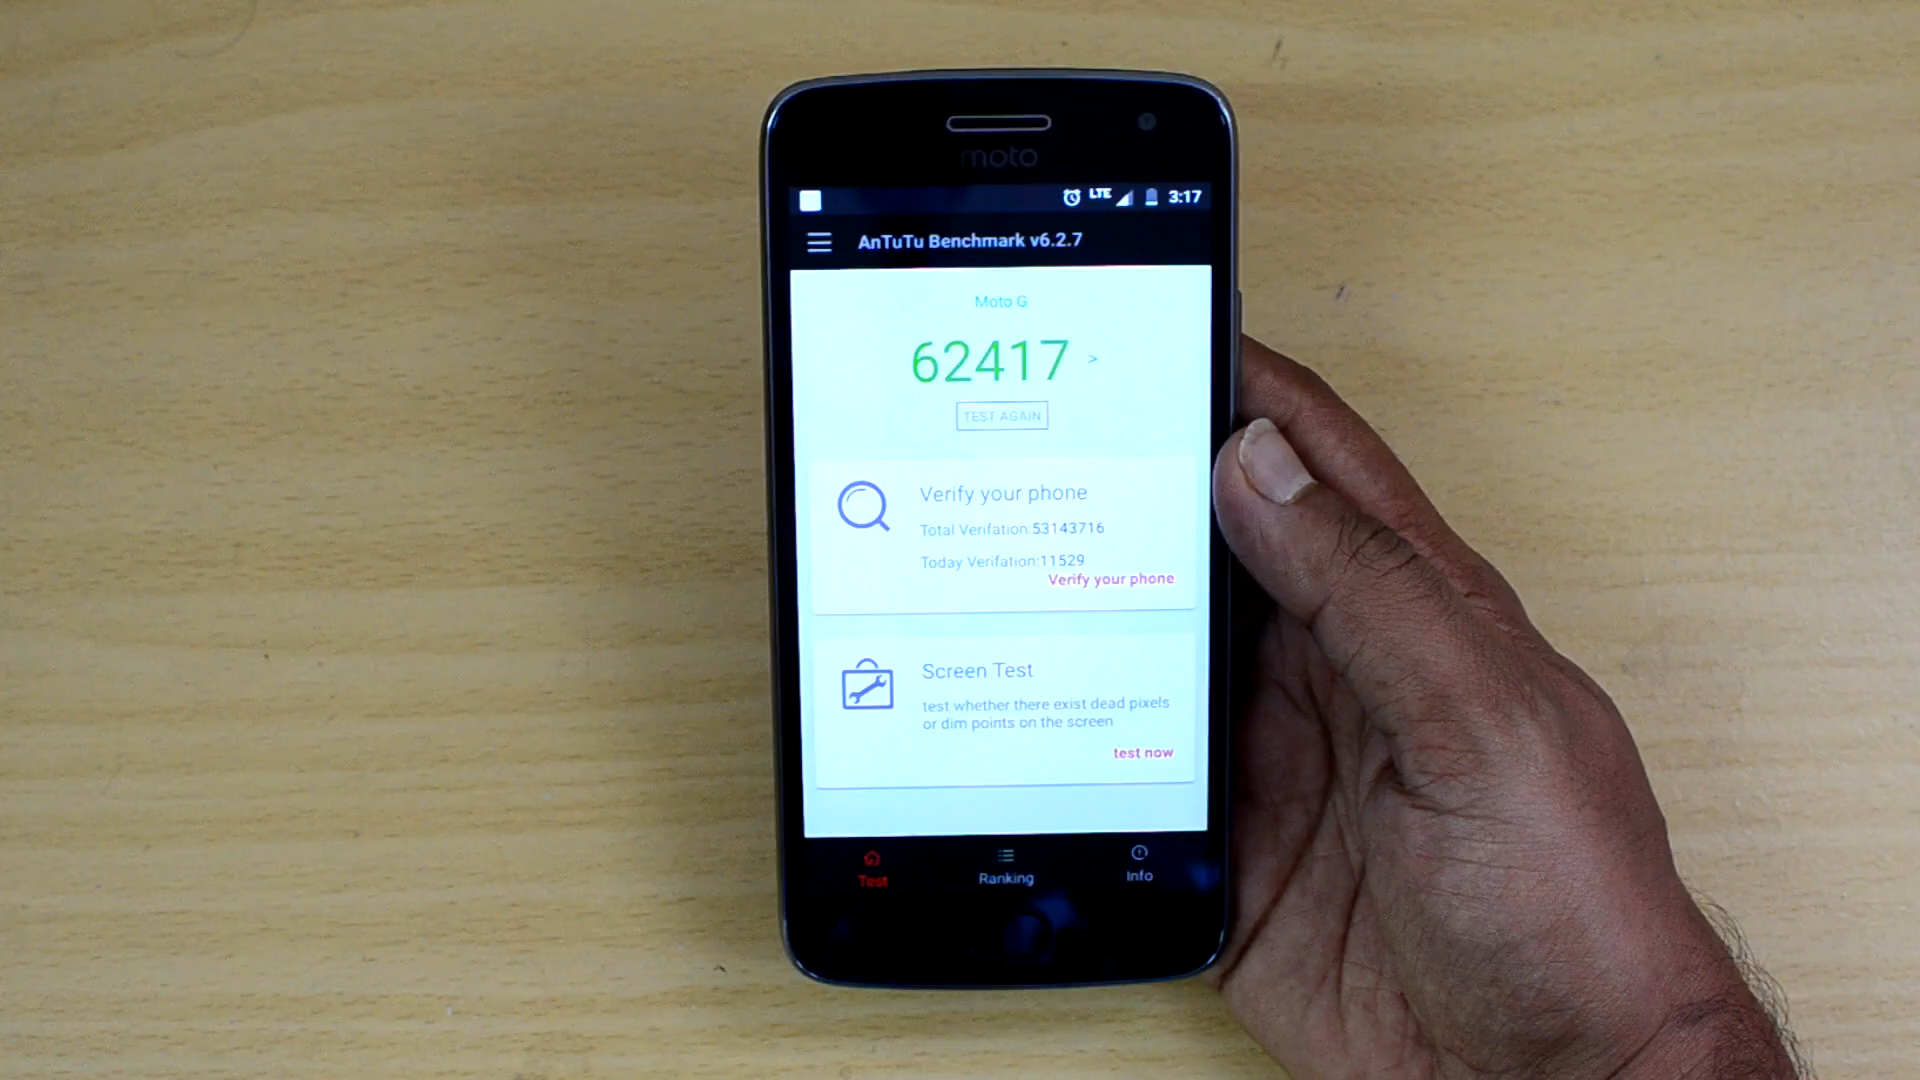 moto
LTE 3:17
AnTuTu Benchmark v6.2.7
Moto G
62417 >
TEST AGAIN
Verify your phone
Total Verifation:53143716
Today Verifation:11529
Verify your phone
Screen Test
test whether there exist dead pixels
or dim points on the screen
test now
Test Ranking Info